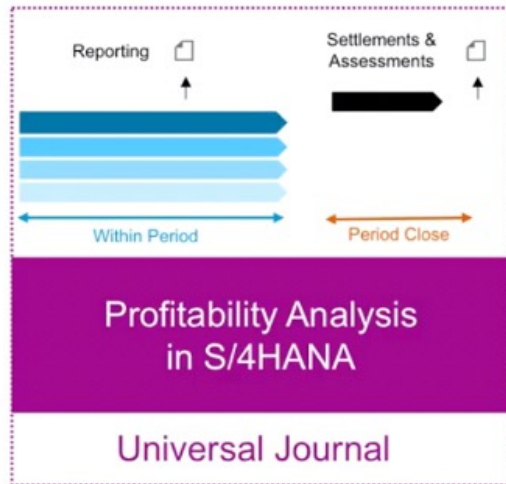 Reporting
Settlements &
Assessments
Within Period
Period Close
Profitability Analysis
in S/4HANA
Universal Journal